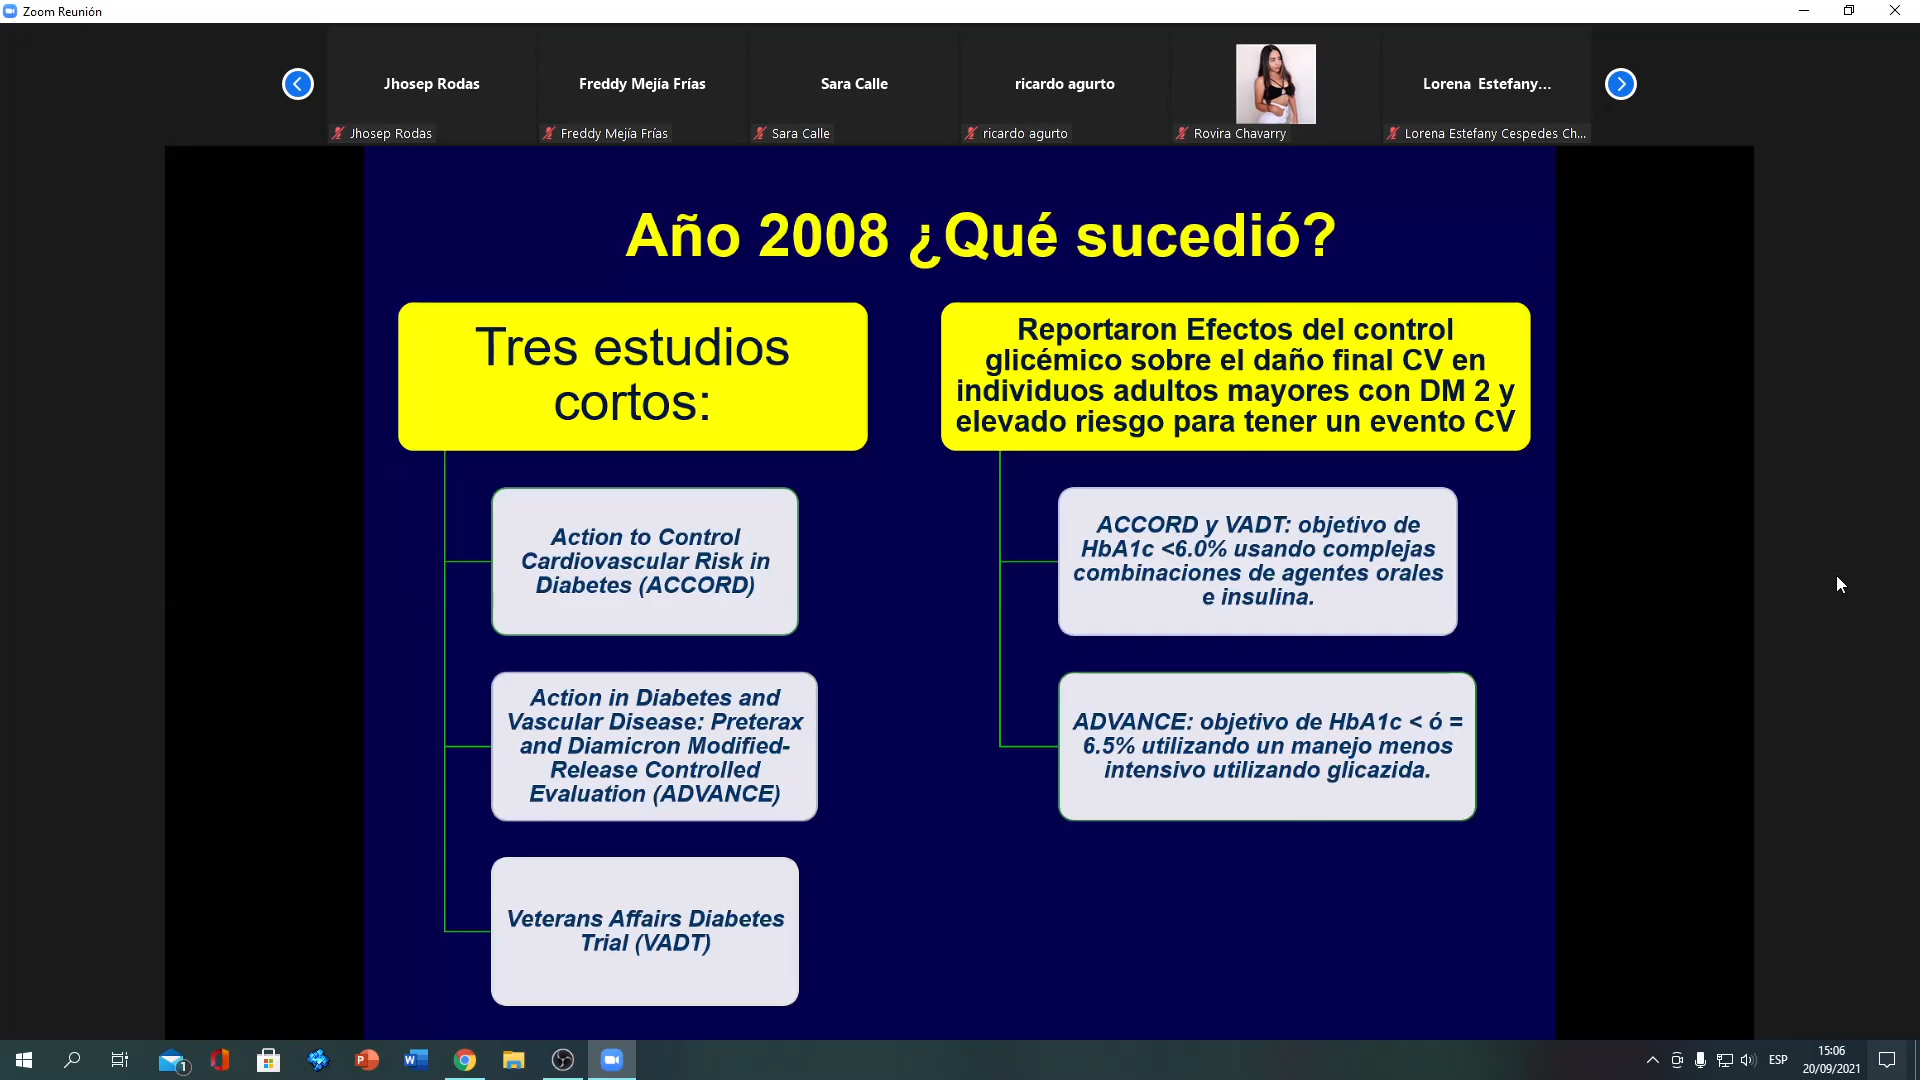 Zoom Reunión
Jhosep Rodas
Freddy Mejía Frías
Sara Calle
ricardo agurto
Lorena Estefany...
Jhosep Rodas
Freddy Mejía Frías
Sara Calle
ricardo agurto
Rovira Chavarry
Lorena Estefany Cespedes Ch...
Año 2008 ¿Qué sucedió?
Tres estudios
cortos:
Action to Control
Cardiovascular Risk in
Diabetes (ACCORD)
Action in Diabetes and
Vascular Disease: Preterax
and Diamicron Modified-
Release Controlled
Evaluation (ADVANCE)
Veterans Affairs Diabetes
Trial (VADT)
Reportaron Efectos del control
glicémico sobre el daño final CV en
individuos adultos mayores con DM 2 y
elevado riesgo para tener un evento CV
ACCORD y VADT: objetivo de
HbA1c <6.0% usando complejas
combinaciones de agentes orales
e insulina.
ADVANCE: objetivo de HbA1c < ó =
6.5% utilizando un manejo menos
intensivo utilizando glicazida.
1
ESP
15:06
20/09/2021